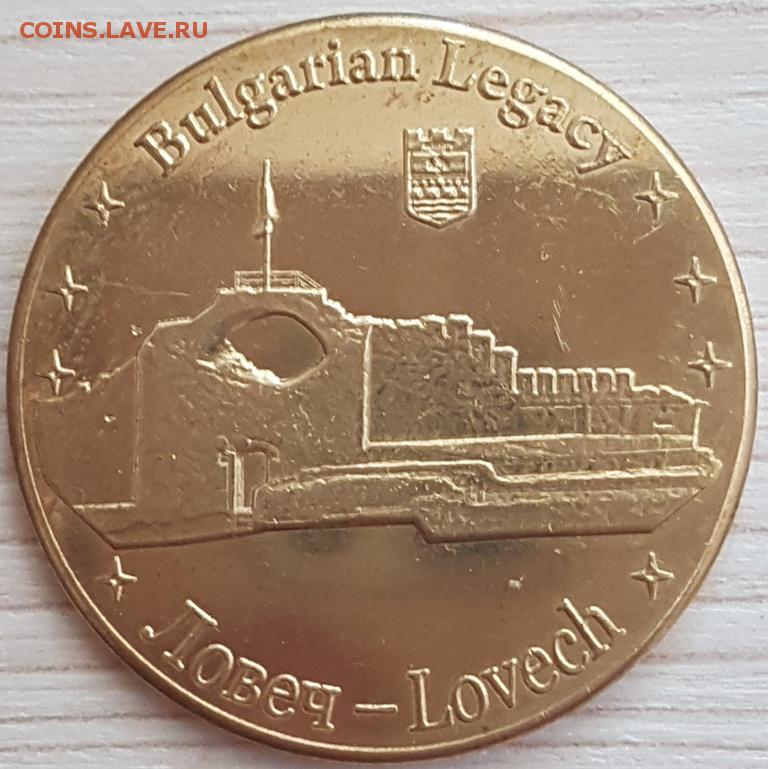 COINS.LAVE.RU
Bulgarian Legacy
Ловеч – Lovech